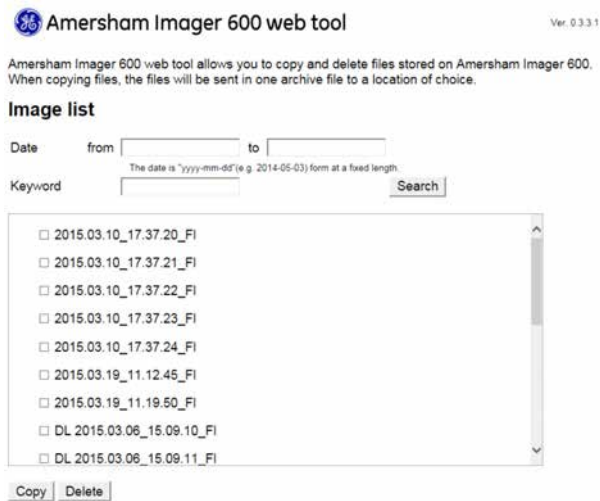 Amersham Imager 600 web tool Ver. 0.3.3.1
Amersham Imager 600 web tool allows you to copy and delete files stored on Amersham Imager 600.
When copying files, the files will be sent in one archive file to a location of choice.
Image list
Date from to
The date is "yyyy-mm-dd"(e.g. 2014-05-03) form at a fixed length.
Keyword Search
2015.03.10_17.37.20_FI
2015.03.10_17.37.21_FI
2015.03.10_17.37.22_FI
2015.03.10_17.37.23_FI
2015.03.10_17.37.24_FI
2015.03.19_11.12.45_FI
2015.03.19_11.19.50_FI
DL 2015.03.06_15.09.10_FI
DL 2015.03.06_15.09.11_FI
Copy Delete